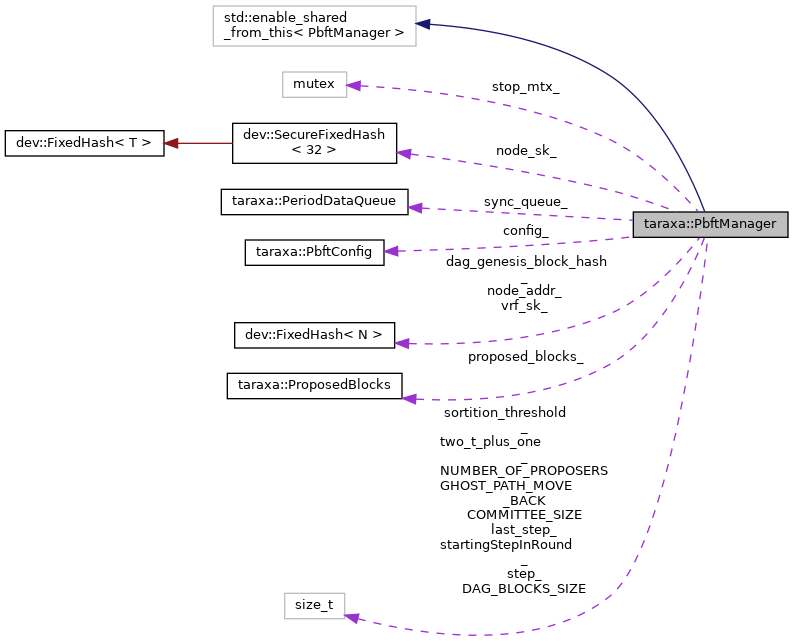 std::enable_shared
_from_this< PbftManager >
mutex
stop_mtx_
dev::FixedHash< T >
dev::SecureFixedHash
< 32 >
node_sk_
taraxa::PeriodDataQueue
sync_queue_
taraxa::PbftManager
config_
taraxa::PbftConfig
dag_genesis_block_hash
_
node_addr_
vrf_sk_
dev::FixedHash< N >
proposed_blocks_
taraxa::ProposedBlocks
sortition_threshold
_
two_t_plus_one
_
NUMBER_OF_PROPOSERS
GHOST_PATH_MOVE
_BACK
COMMITTEE_SIZE
last_step_
startingStepInRound
_
step_
DAG_BLOCKS_SIZE
size_t